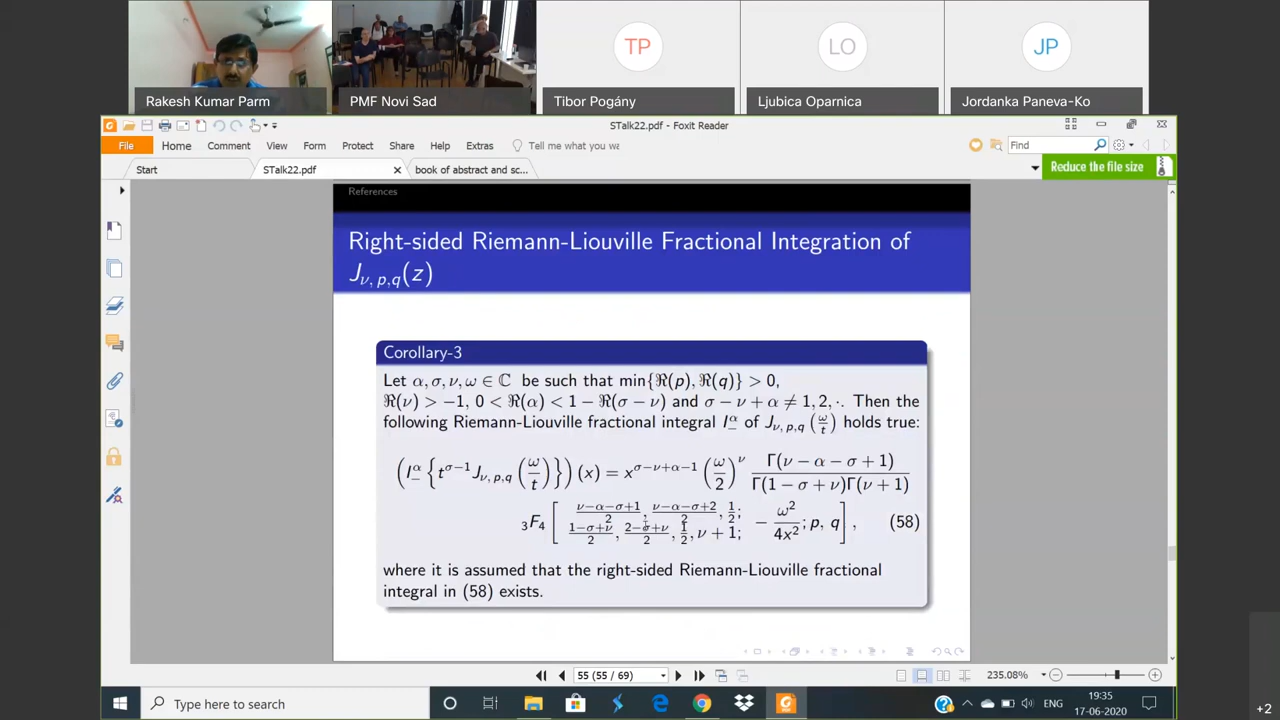 TP
LO
JP
Rakesh Kumar Parm
PMF Novi Sad
Tibor Pogány
Ljubica Oparnica
Jordanka Paneva-Ko
STalk22.pdf - Foxit Reader
File Home Comment View Form Protect Share Help Extras Tell me what you wa Find
Start STalk22.pdf book of abstract and sc... Reduce the file size
References
Right-sided Riemann-Liouville Fractional Integration of
J_{ν, p,q}(z)
Corollary-3
Let α, σ, ν, ω ∈ ℂ be such that min{ℜ(p), ℜ(q)} > 0,
ℜ(ν) > −1, 0 < ℜ(α) < 1 − ℜ(σ − ν) and σ − ν + α ≠ 1, 2, ·. Then the
following Riemann-Liouville fractional integral I_−^α of J_{ν, p,q}(ω/t) holds true:
(I_−^α {t^{σ−1} J_{ν, p,q}(ω/t)})(x) = x^{σ−ν+α−1} (ω/2)^ν Γ(ν − α − σ + 1)/Γ(1 − σ + ν)Γ(ν + 1)
₃F₄ [ (ν−α−σ+1)/2, (ν−α−σ+2)/2, 1/2; (1−σ+ν)/2, (2−σ+ν)/2, 1/2, ν + 1; − ω²/4x²; p, q ], (58)
where it is assumed that the right-sided Riemann-Liouville fractional
integral in (58) exists.
55 (55 / 69) 235.08%
Type here to search
ENG
19:35
17-06-2020
+2